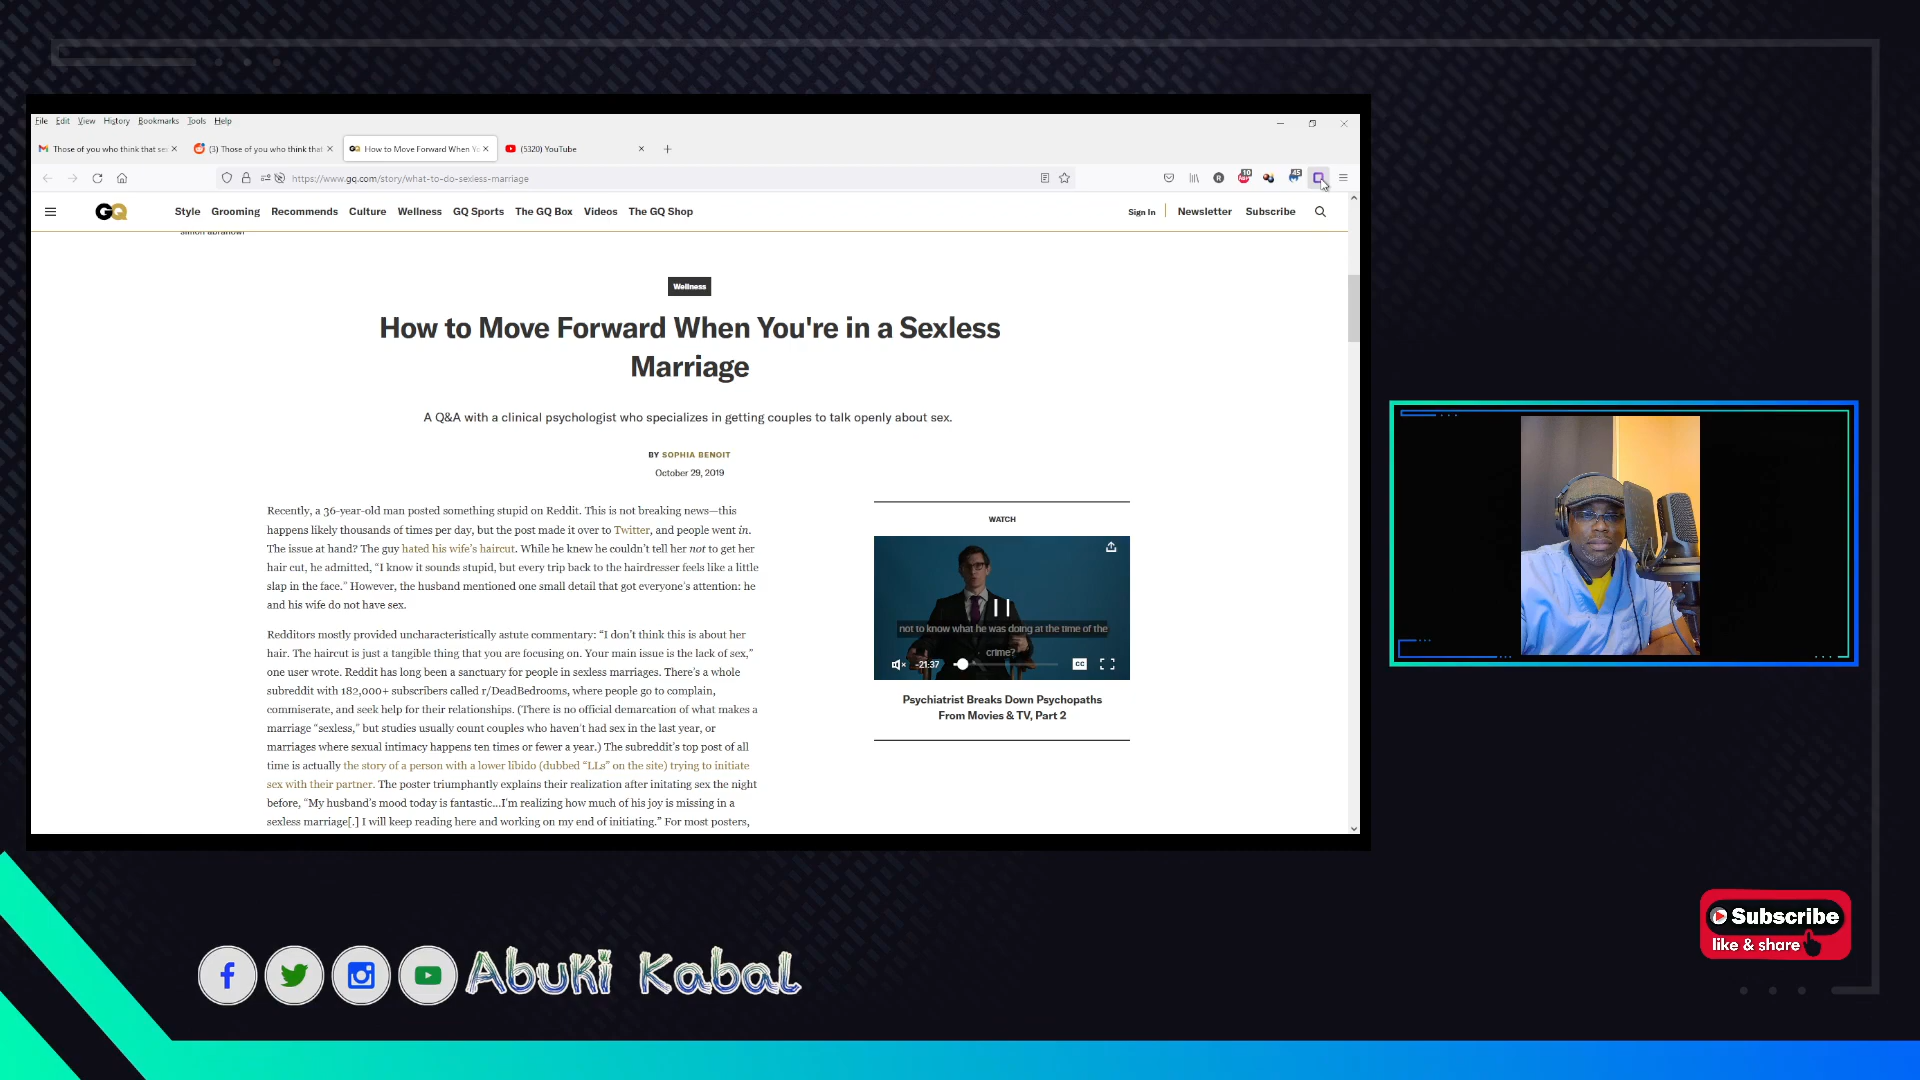 File Edit View History Bookmarks Tools Help
Those of you who think that se
(3) Those of you who think that
GQ How to Move Forward When Yo
(5320) YouTube
https://www.gq.com/story/what-to-do-sexless-marriage
10
45
GQ
Style Grooming Recommends Culture Wellness GQ Sports The GQ Box Videos The GQ Shop
Sign In Newsletter Subscribe
Wellness
How to Move Forward When You're in a Sexless
Marriage
A Q&A with a clinical psychologist who specializes in getting couples to talk openly about sex.
BY SOPHIA BENOIT
October 29, 2019
Recently, a 36-year-old man posted something stupid on Reddit. This is not breaking news—this
happens likely thousands of times per day, but the post made it over to Twitter, and people went in.
The issue at hand? The guy hated his wife's haircut. While he knew he couldn't tell her not to get her
hair cut, he admitted, “I know it sounds stupid, but every trip back to the hairdresser feels like a little
slap in the face.” However, the husband mentioned one small detail that got everyone's attention: he
and his wife do not have sex.
Redditors mostly provided uncharacteristically astute commentary: “I don't think this is about her
hair. The haircut is just a tangible thing that you are focusing on. Your main issue is the lack of sex,”
one user wrote. Reddit has long been a sanctuary for people in sexless marriages. There's a whole
subreddit with 182,000+ subscribers called r/DeadBedrooms, where people go to complain,
commiserate, and seek help for their relationships. (There is no official demarcation of what makes a
marriage “sexless,” but studies usually count couples who haven't had sex in the last year, or
marriages where sexual intimacy happens ten times or fewer a year.) The subreddit's top post of all
time is actually the story of a person with a lower libido (dubbed “LLs” on the site) trying to initiate
sex with their partner. The poster triumphantly explains their realization after initating sex the night
before, “My husband's mood today is fantastic...I'm realizing how much of his joy is missing in a
sexless marriage[.] I will keep reading here and working on my end of initiating.” For most posters,
WATCH
not to know what he was doing at the time of the
crime?
-21:37
CC
Psychiatrist Breaks Down Psychopaths
From Movies & TV, Part 2
Subscribe
like & share
Abuki Kabal